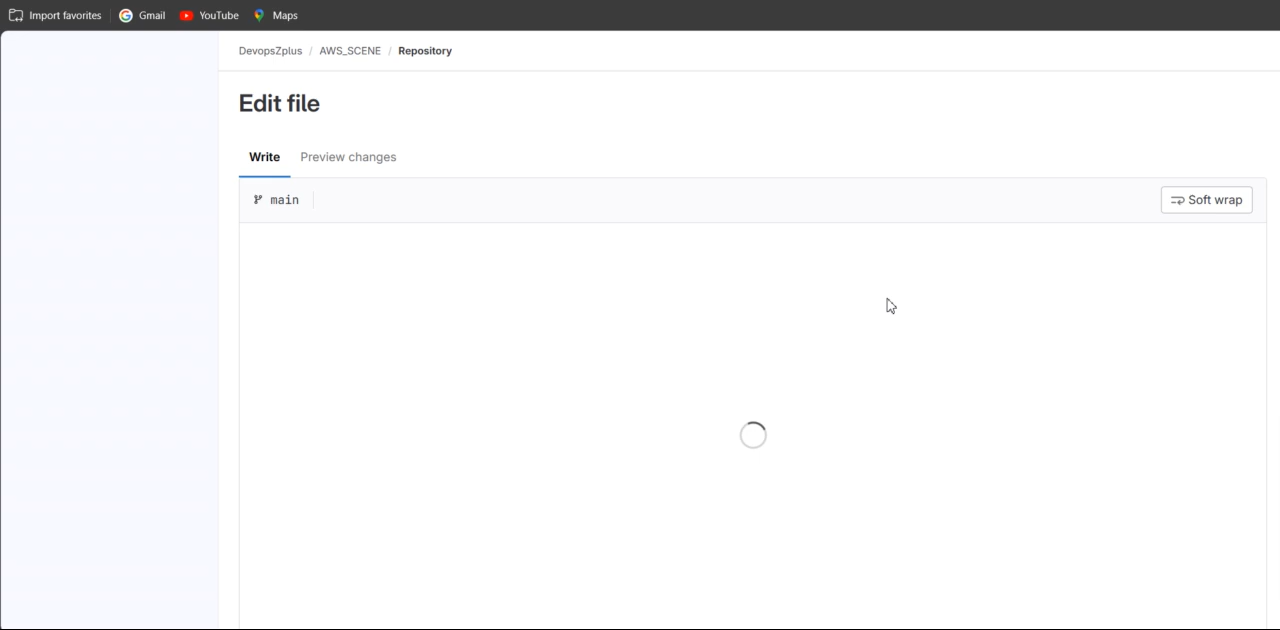 Import favorites Gmail YouTube Maps
DevopsZplus / AWS_SCENE / Repository
Edit file
Write Preview changes
main Soft wrap